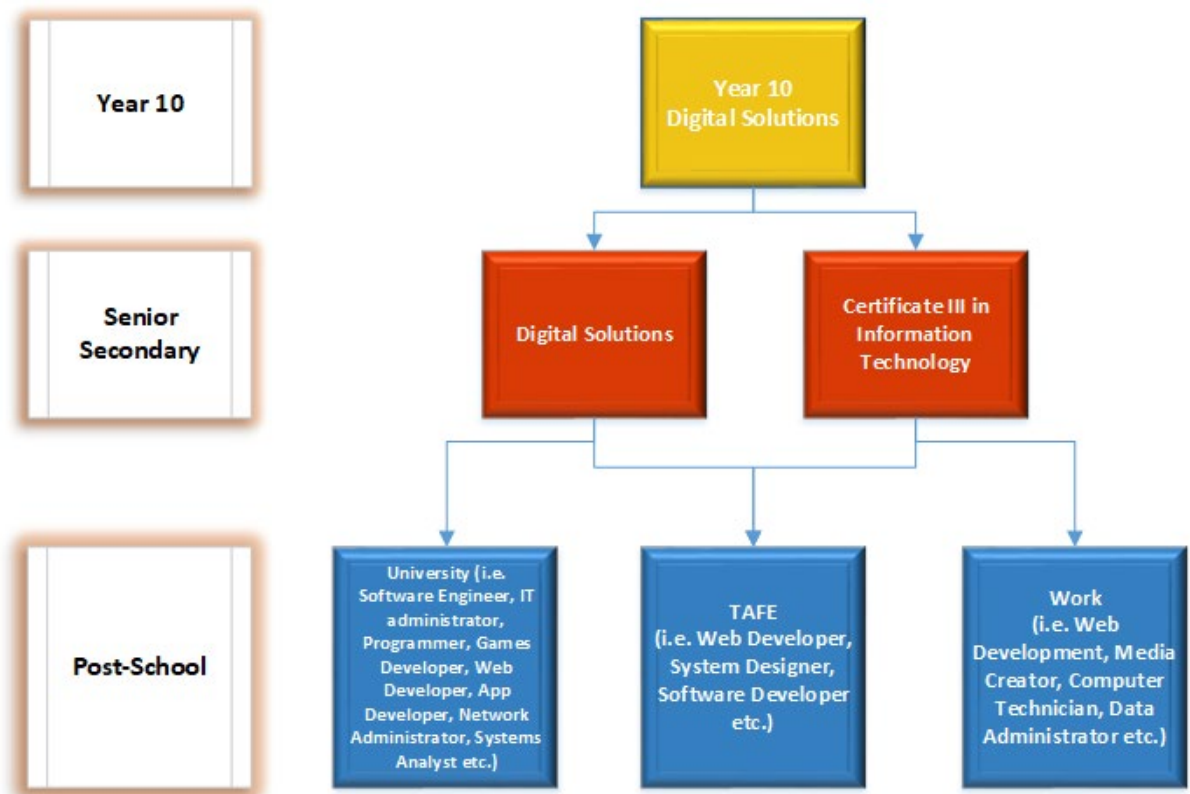 Year 10
Year 10
Digital Solutions
Senior
Secondary
Digital Solutions
Certificate III in
Information
Technology
Post-School
University (i.e.
Software Engineer, IT
administrator,
Programmer, Games
Developer, Web
Developer, App
Developer, Network
Administrator, Systems
Analyst etc.)
TAFE
(i.e. Web Developer,
System Designer,
Software Developer
etc.)
Work
(i.e. Web
Development, Media
Creator, Computer
Technician, Data
Administrator etc.)